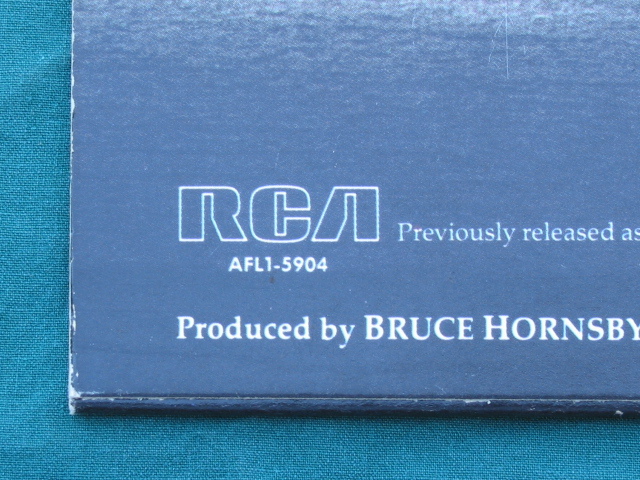 RCA Previously released as
AFL1-5904
Produced by BRUCE HORNSBY